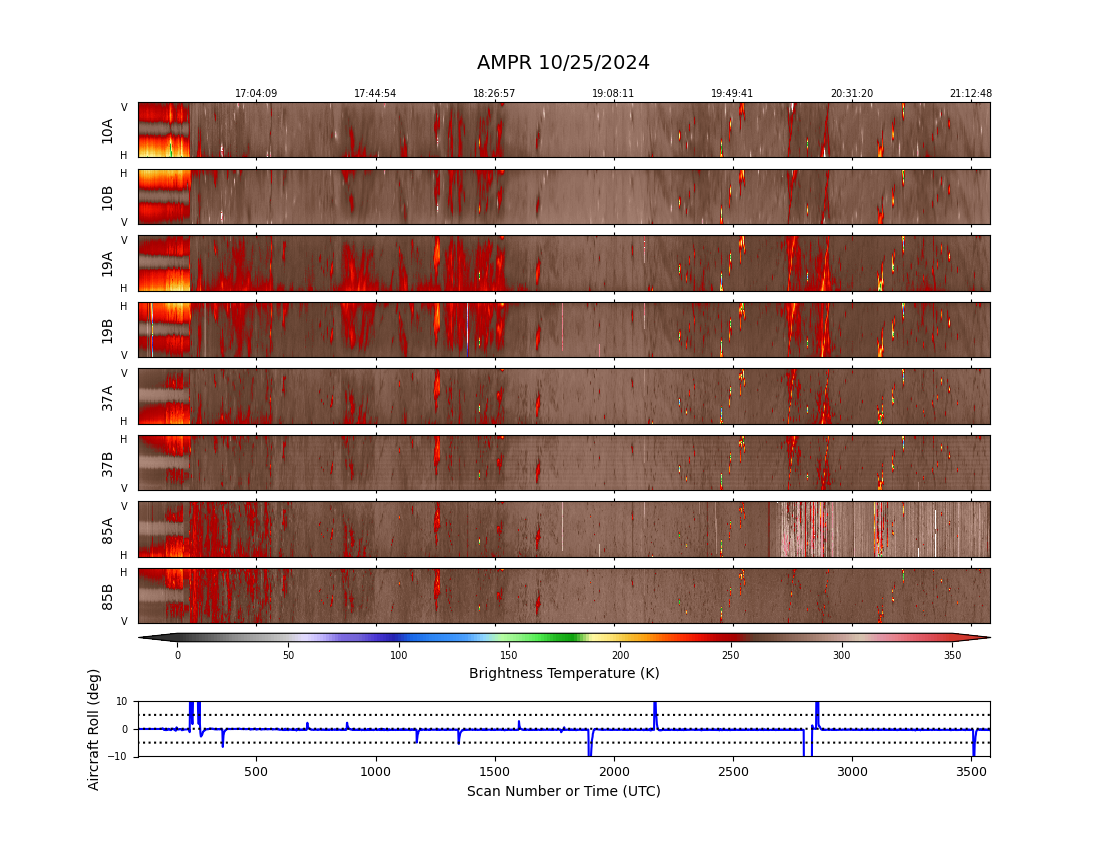 AMPR 10/25/2024
17:04:09 17:44:54 18:26:57 19:08:11 19:49:41 20:31:20 21:12:48
V
10A
H
H
10B
V
V
19A
H
H
19B
V
V
37A
H
H
37B
V
V
85A
H
H
85B
V
0 50 100 150 200 250 300 350
Brightness Temperature (K)
Aircraft Roll (deg)
10
0
−10
500 1000 1500 2000 2500 3000 3500
Scan Number or Time (UTC)